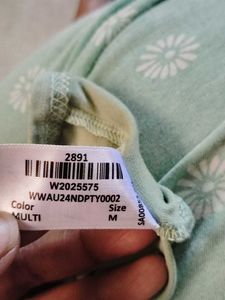 2891
W2025575
WWAU24NDPTY0002
Color Size
MULTI M